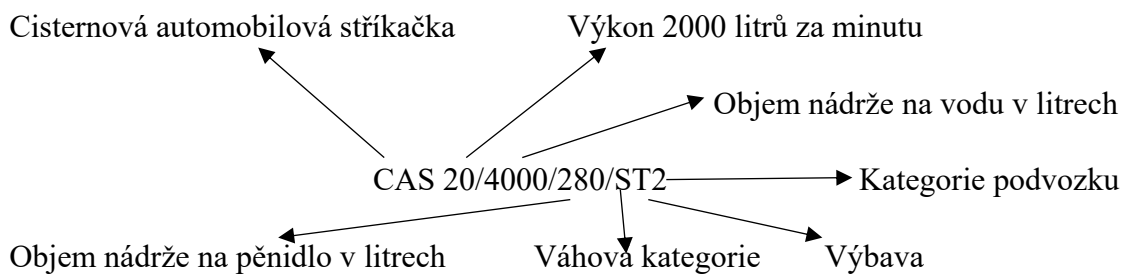 Cisternová automobilová stříkačka Výkon 2000 litrů za minutu
Objem nádrže na vodu v litrech
CAS 20/4000/280/ST2 Kategorie podvozku
Objem nádrže na pěnidlo v litrech Váhová kategorie Výbava